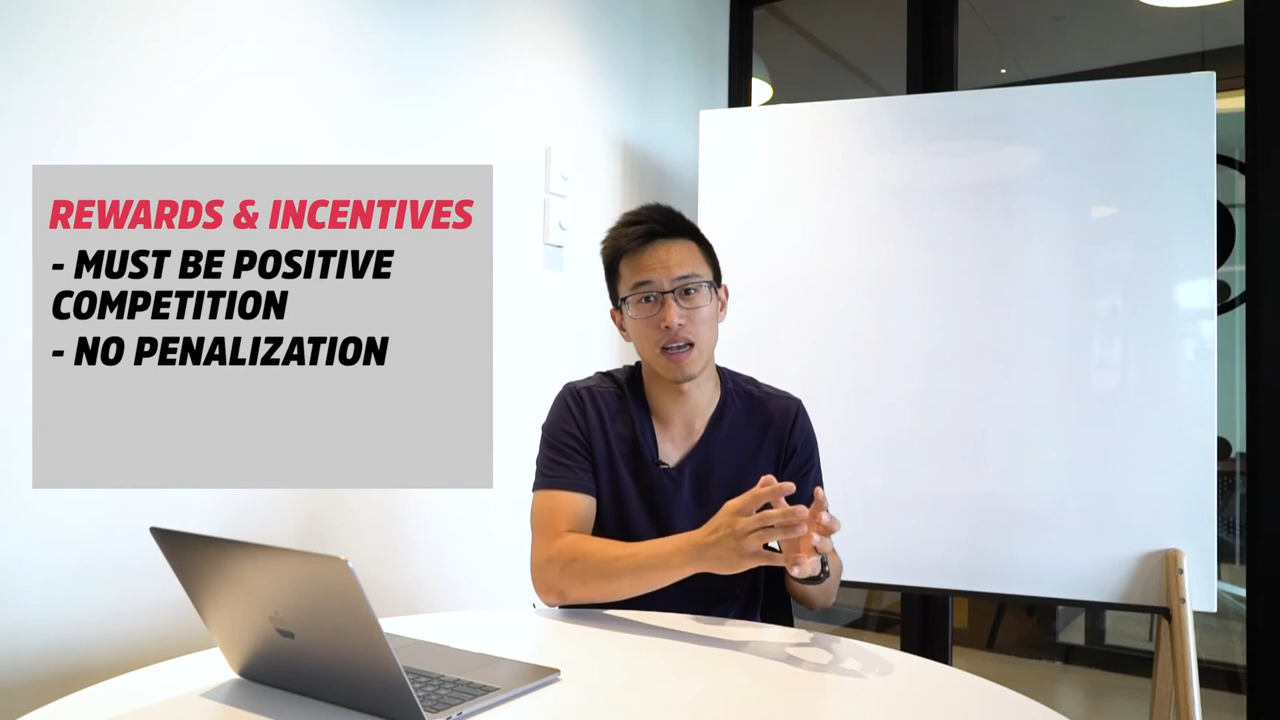 REWARDS & INCENTIVES
- MUST BE POSITIVE
COMPETITION
- NO PENALIZATION